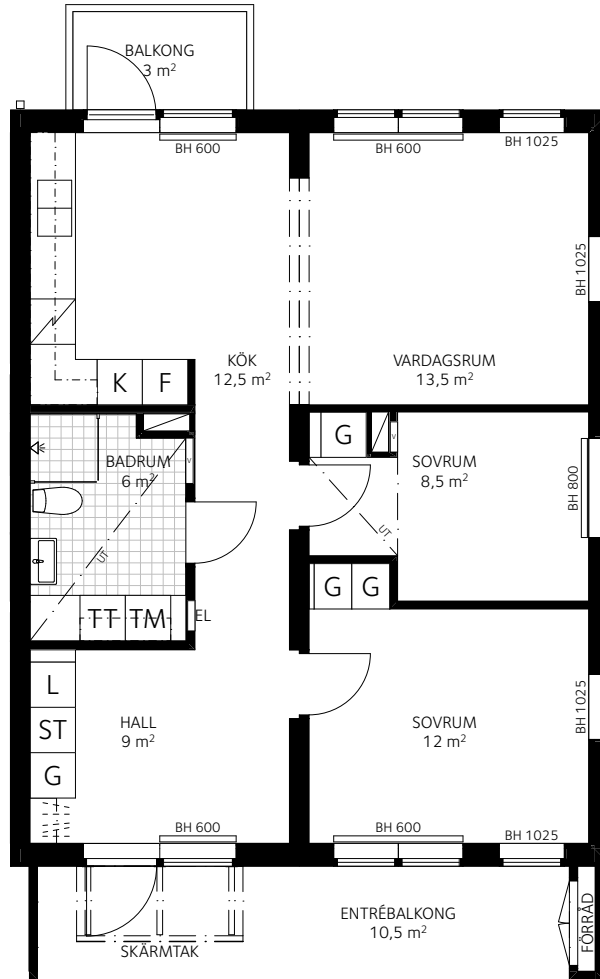 BALKONG
3 m²
BH 600
BH 600
BH 1025
BH 1025
KÖK
12,5 m²
VARDAGSRUM
13,5 m²
K
F
G
V
BADRUM
6 m²
V
SOVRUM
8,5 m²
BH 800
UT
UT
G
G
TT
TM
EL
L
ST
G
HALL
9 m²
SOVRUM
12 m²
BH 1025
BH 600
BH 600
BH 1025
ENTRÉBALKONG
10,5 m²
FÖRRÅD
SKÄRMTAK